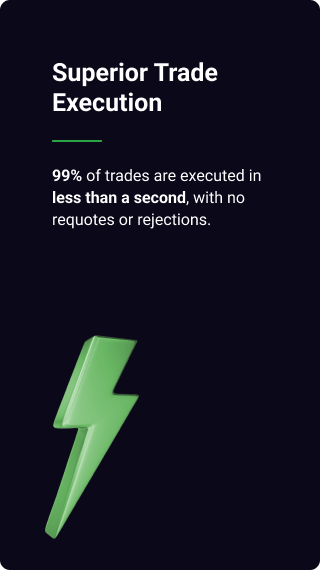 Superior Trade
Execution
99% of trades are executed in
less than a second, with no
requotes or rejections.